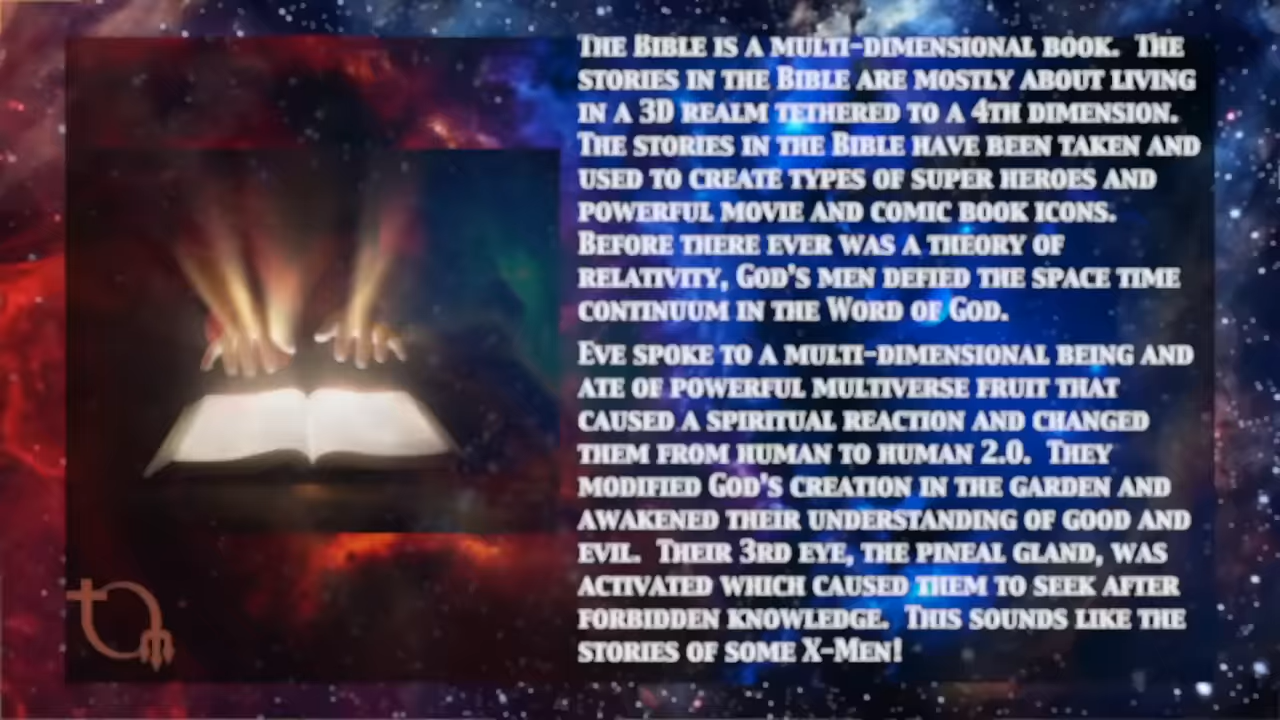 The Bible is a multi-dimensional book. The
stories in the Bible are mostly about living
in a 3D realm tethered to a 4th dimension.
The stories in the Bible have been taken and
used to create types of super heroes and
powerful movie and comic book icons.
Before there ever was a theory of
relativity, God's men defied the space time
continuum in the Word of God.
Eve spoke to a multi-dimensional being and
ate of powerful multiverse fruit that
caused a spiritual reaction and changed
them from human to human 2.0. They
modified God's creation in the garden and
awakened their understanding of good and
evil. Their 3rd eye, the pineal gland, was
activated which caused them to seek after
forbidden knowledge. This sounds like the
stories of some X-Men!